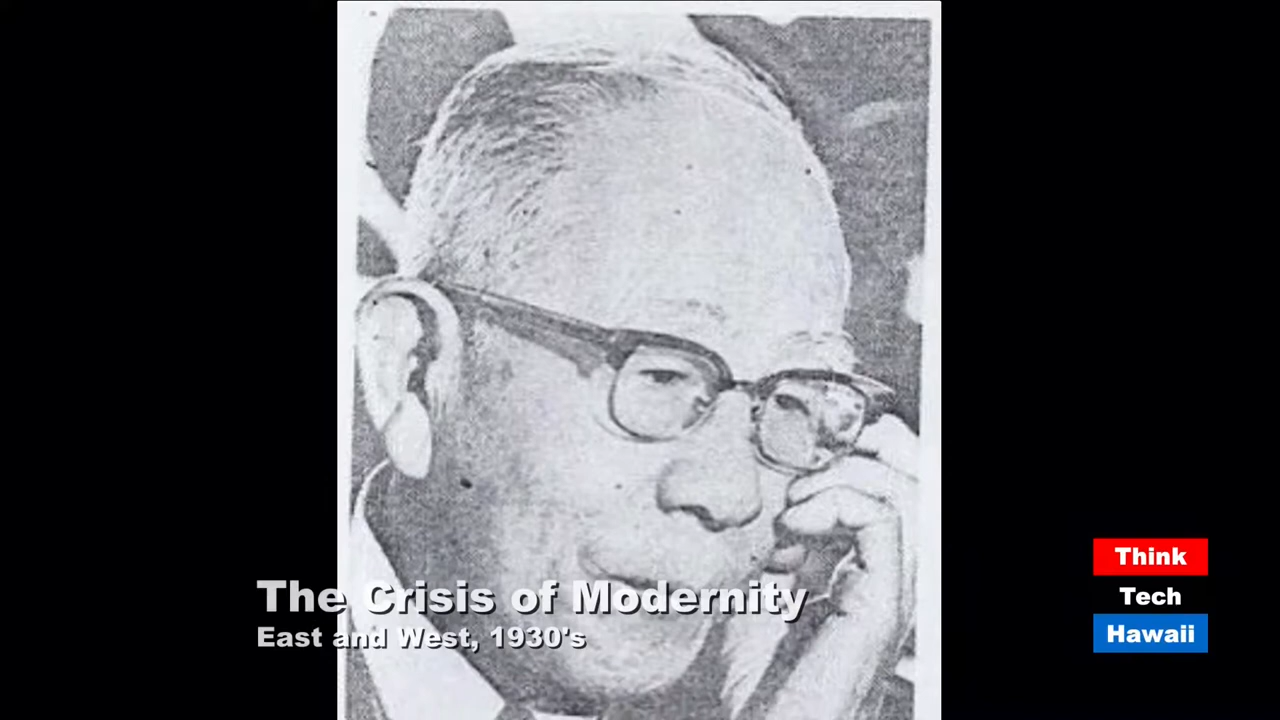 The Crisis of Modernity
East and West, 1930's
Think
Tech
Hawaii